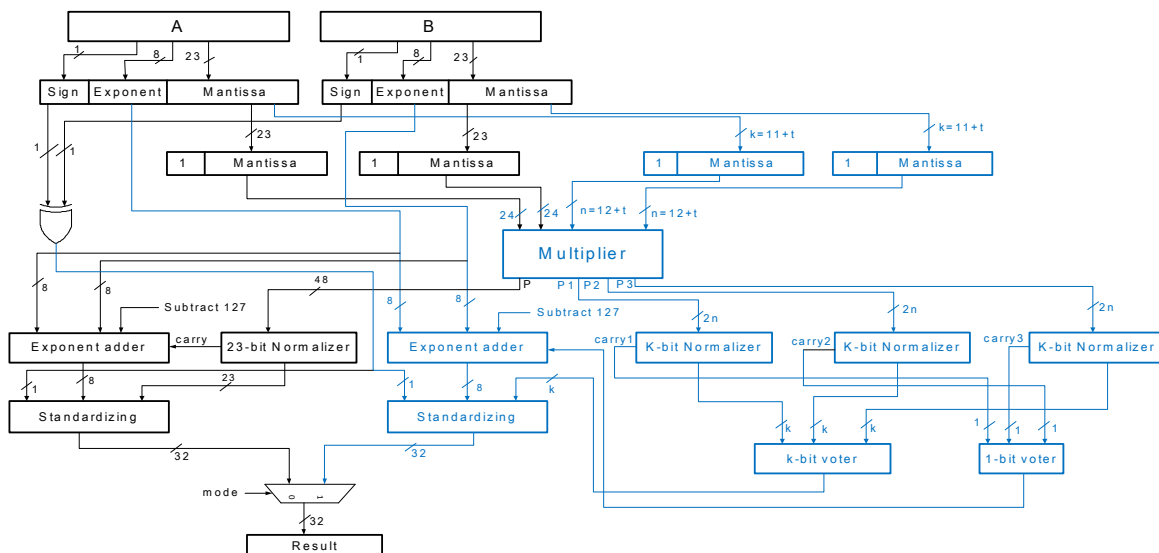 A B
1 8 23 1 8 23
Sign Exponent Mantissa Sign Exponent Mantissa
23 23 k=11+t k=11+t
1 1
1 Mantissa 1 Mantissa 1 Mantissa 1 Mantissa
24 24 n=12+t n=12+t
Multiplier
P P1 P2 P3
8 8 48 8 8
Subtract 127 Subtract 127 2n 2n 2n
carry carry1 carry2 carry3
Exponent adder 23-bit Normalizer Exponent adder K-bit Normalizer K-bit Normalizer K-bit Normalizer
1 8 23 1 8 k
Standardizing Standardizing k k k 1 1 1
32 32 k-bit voter 1-bit voter
mode 0 1
32
Result